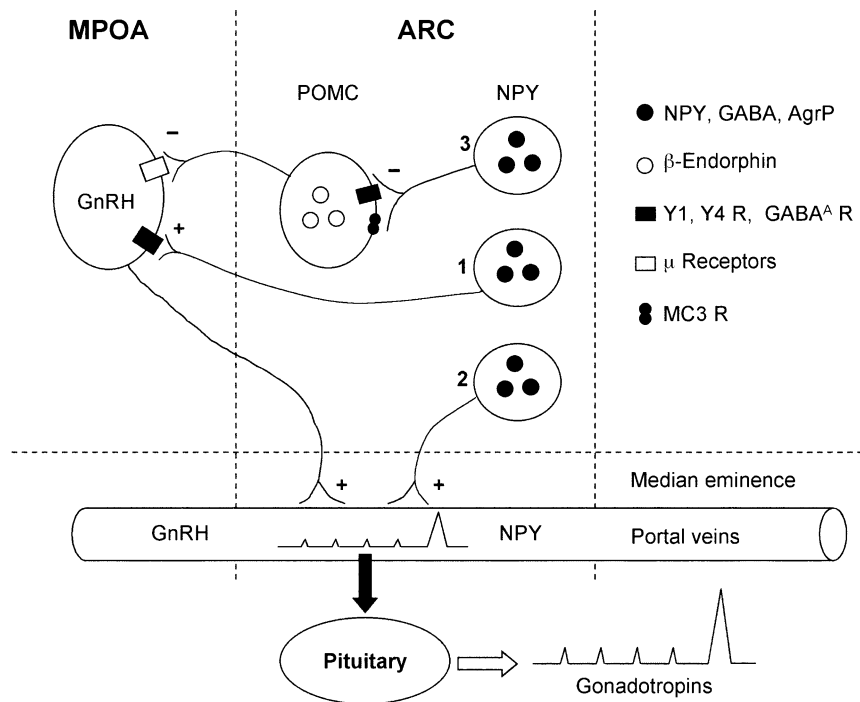 MPOA
ARC
POMC
NPY
3
1
2
GnRH
–
+
–
+
+
NPY, GABA, AgrP
β-Endorphin
Y1, Y4 R, GABAᴬ R
μ Receptors
MC3 R
Median eminence
GnRH
NPY
Portal veins
Pituitary
Gonadotropins